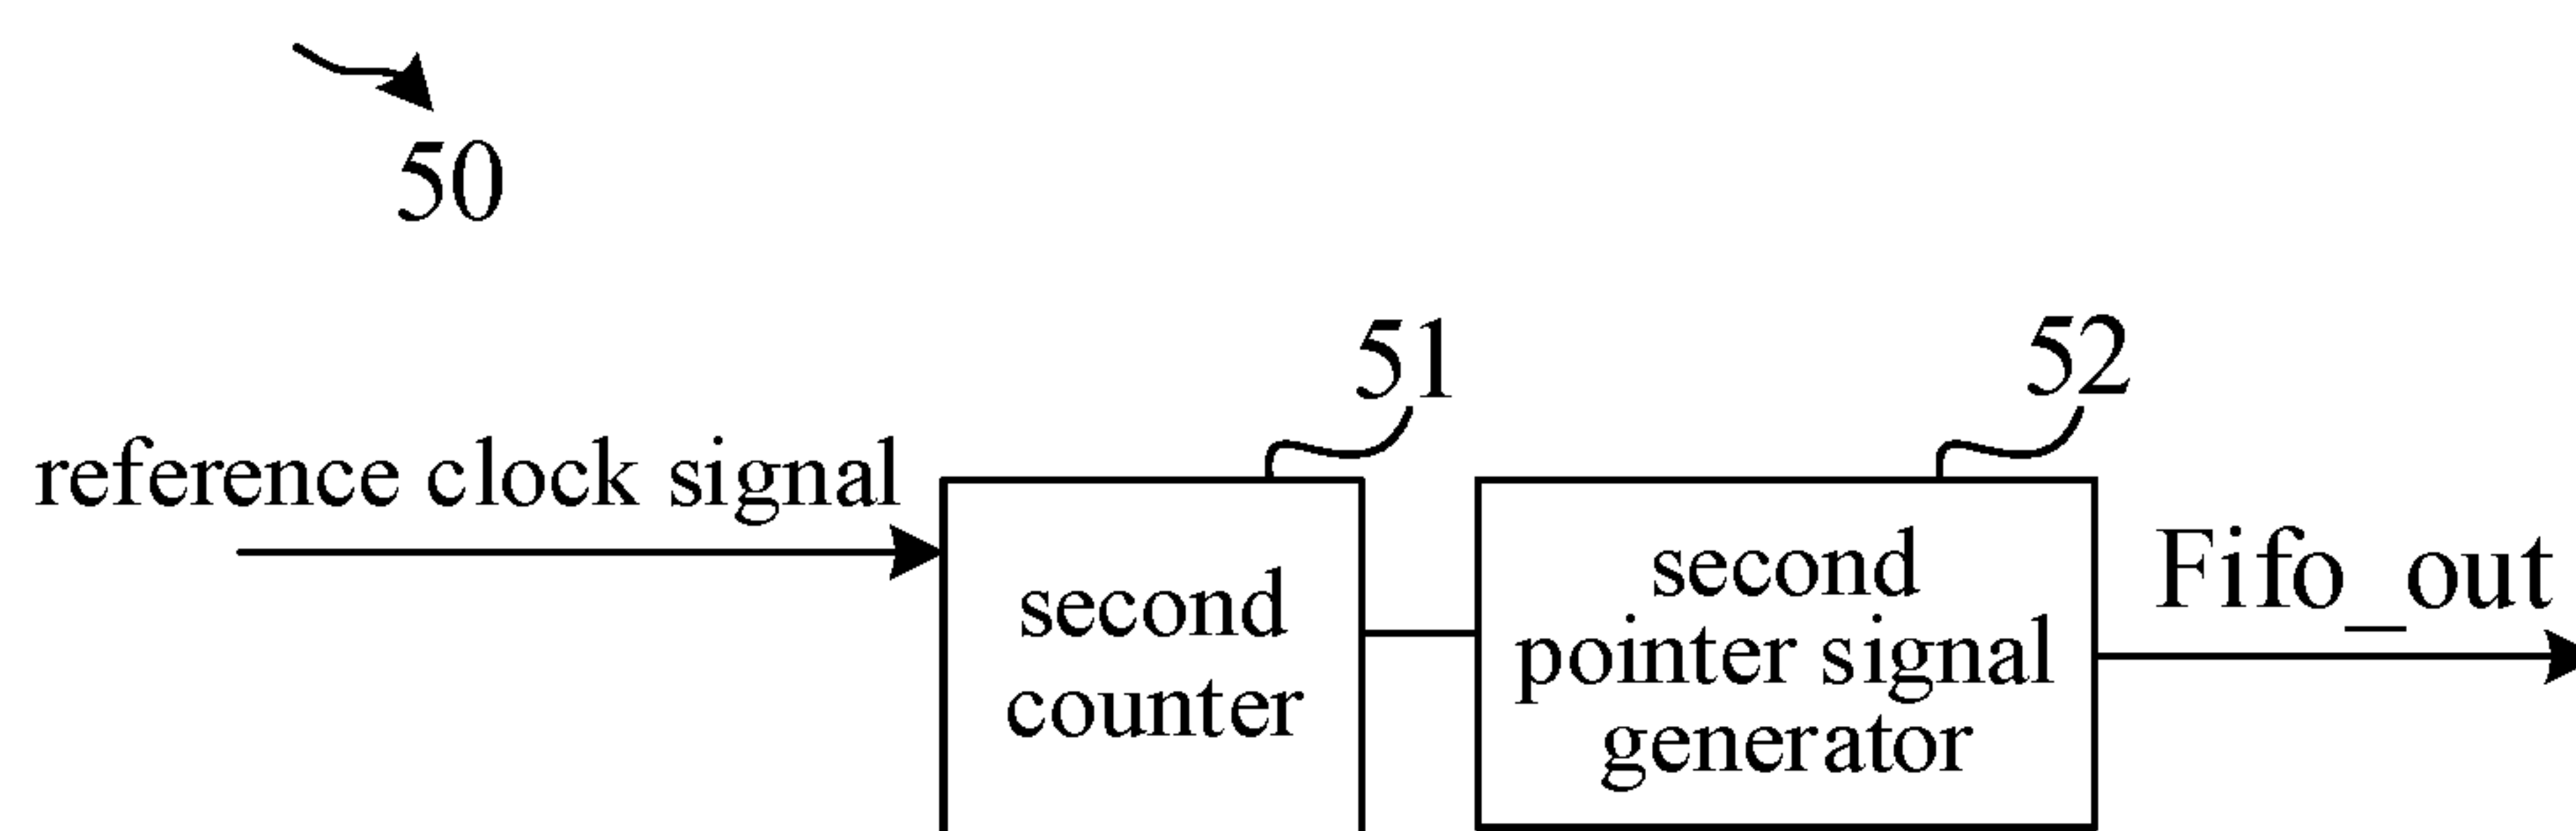 50
51
52
reference clock signal
second
counter
second
pointer signal
generator
Fifo_out